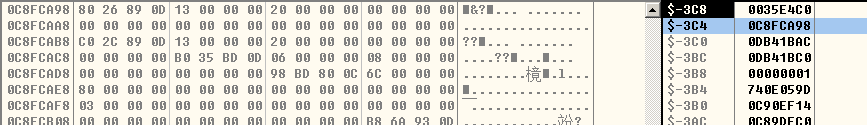 0C8FCA98 80 26 89 0D 13 00 00 00 20 00 00 00 00 00 00 00 ■&?■... ....... $-3C8 0035E4C0
0C8FCAA8 00 00 00 00 00 00 00 00 00 00 00 00 00 00 00 00 ................ $-3C4 0C8FCA98
0C8FCAB8 C0 2C 89 0D 13 00 00 00 20 00 00 00 00 00 00 00 ??■... ....... $-3C0 0DB41BAC
0C8FCAC8 00 00 00 00 B0 35 BD 0D 06 00 00 00 08 00 00 00 ....??■...■... $-3BC 0DB41BC0
0C8FCAD8 00 00 00 00 00 00 00 00 98 BD 80 0C 6C 00 00 00 ........ $-3B8 00000001
0C8FCAE8 80 00 00 00 00 00 00 00 00 00 00 00 00 00 00 00 $-3B4 740E059D
0C8FCAF8 03 00 00 00 00 00 00 00 00 00 00 00 00 00 00 00 $-3B0 0C90EF14
0C8FCB08 00 00 00 00 00 00 00 00 00 00 00 00 B8 6A 93 0D $-3AC 0C89DEC0